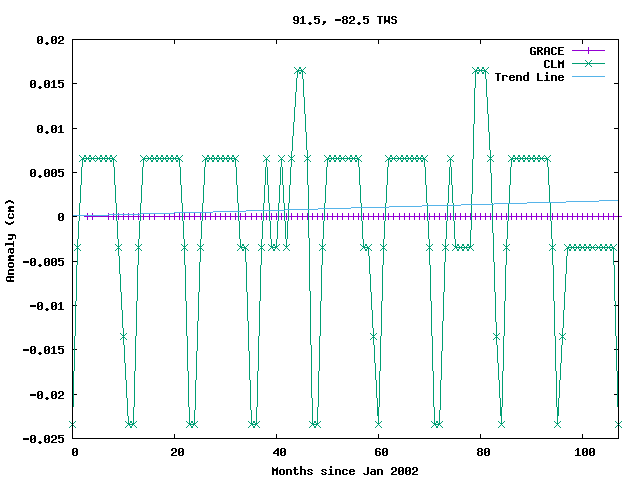 91.5, -82.5 TWS
GRACE
CLM
Trend Line
0.02
0.015
0.01
0.005
0
-0.005
-0.01
-0.015
-0.02
-0.025
Anomaly (cm)
0 20 40 60 80 100
Months since Jan 2002